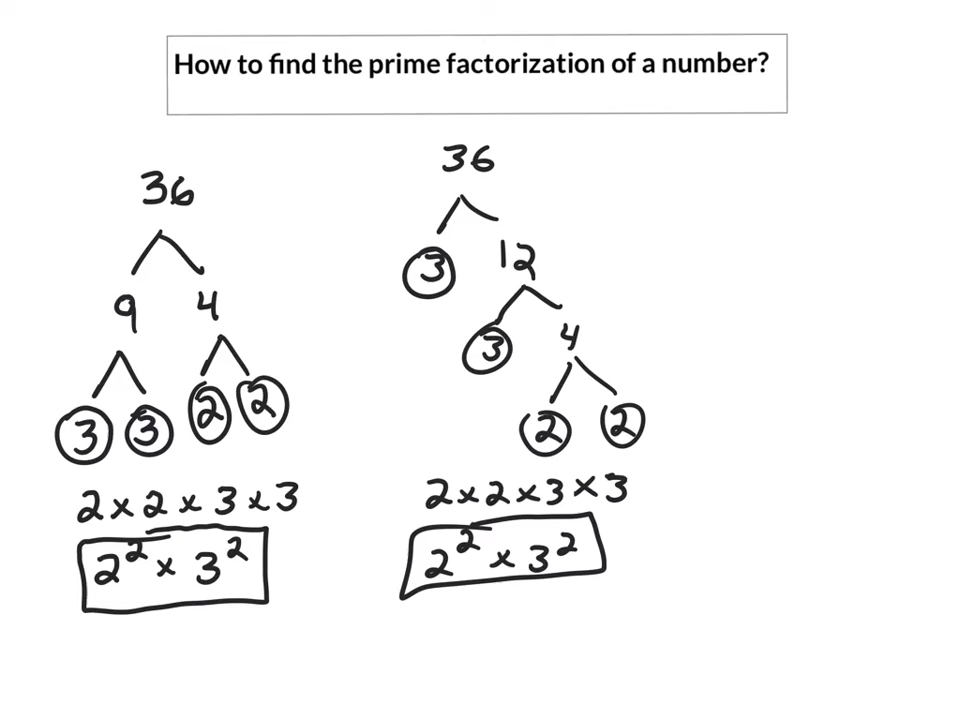 How to find the prime factorization of a number?
36
9 4
3 3 2 2
2 x 2 x 3 x 3
2² x 3²
36
3 12
3 4
2 2
2 x 2 x 3 x 3
2² x 3²